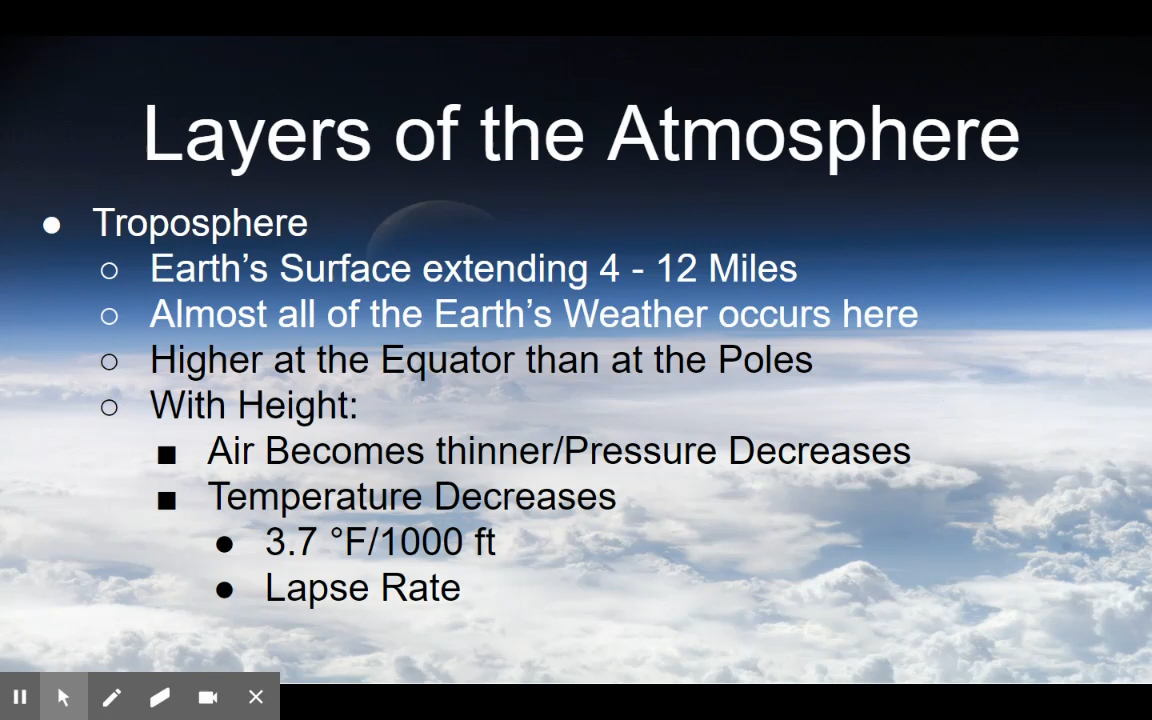 Layers of the Atmosphere
● Troposphere
○ Earth’s Surface extending 4 - 12 Miles
○ Almost all of the Earth’s Weather occurs here
○ Higher at the Equator than at the Poles
○ With Height:
■ Air Becomes thinner/Pressure Decreases
■ Temperature Decreases
● 3.7 °F/1000 ft
● Lapse Rate